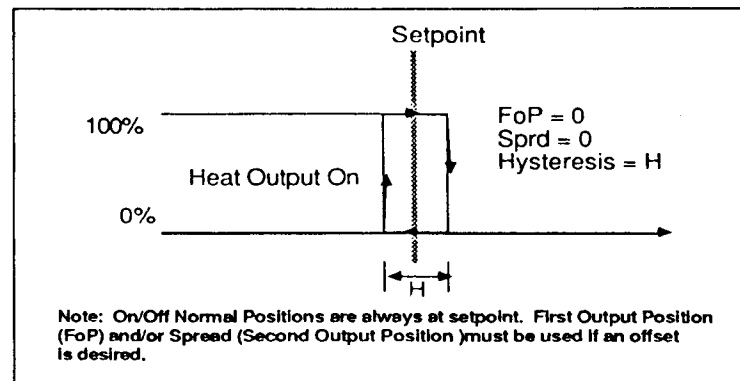 Setpoint
100%
FoP = 0
Sprd = 0
Hysteresis = H
Heat Output On
0%
H
Note: On/Off Normal Positions are always at setpoint. First Output Position
(FoP) and/or Spread (Second Output Position )must be used if an offset
is desired.